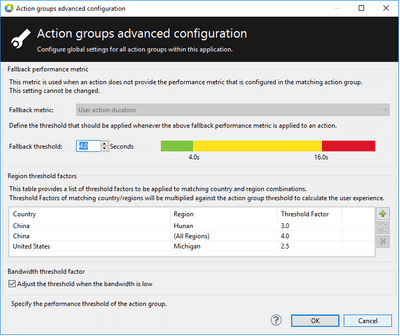 Action groups advanced configuration
Action groups advanced configuration
Configure global settings for all action groups within this application.
Fallback performance metric
This metric is used when an action does not provide the performance metric that is configured in the matching action group.
This setting cannot be changed.
Fallback metric: User action duration
Define the threshold that should be applied whenever the above fallback performance metric is applied to an action.
Fallback threshold: 4.0 Seconds
4.0s 16.0s
Region threshold factors
This table provides a list of threshold factors to be applied to matching country and region combinations.
Threshold Factors of matching country/regions will be multiplied against the action group threshold to calculate the user experience.
Country Region Threshold Factor
China Hunan 3.0
China (All Regions) 4.0
United States Michigan 2.5
Bandwidth threshold factor
Adjust the threshold when the bandwidth is low
Specify the performance threshold of the action group.
? OK Cancel